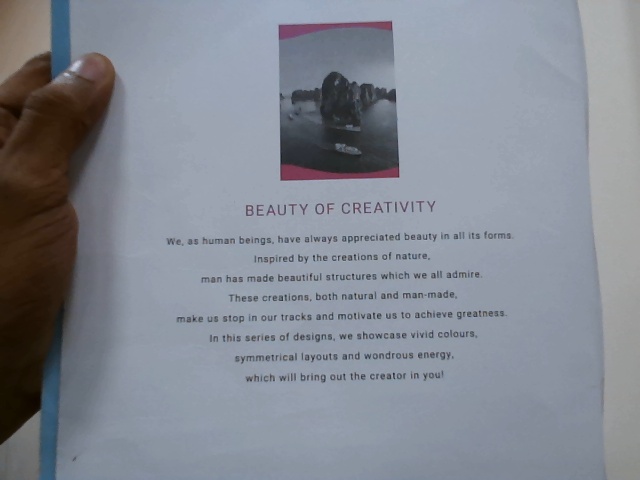 BEAUTY OF CREATIVITY
We, as human beings, have always appreciated beauty in all its forms.
Inspired by the creations of nature,
man has made beautiful structures which we all admire.
These creations, both natural and man-made,
make us stop in our tracks and motivate us to achieve greatness.
In this series of designs, we showcase vivid colours,
symmetrical layouts and wondrous energy,
which will bring out the creator in you!